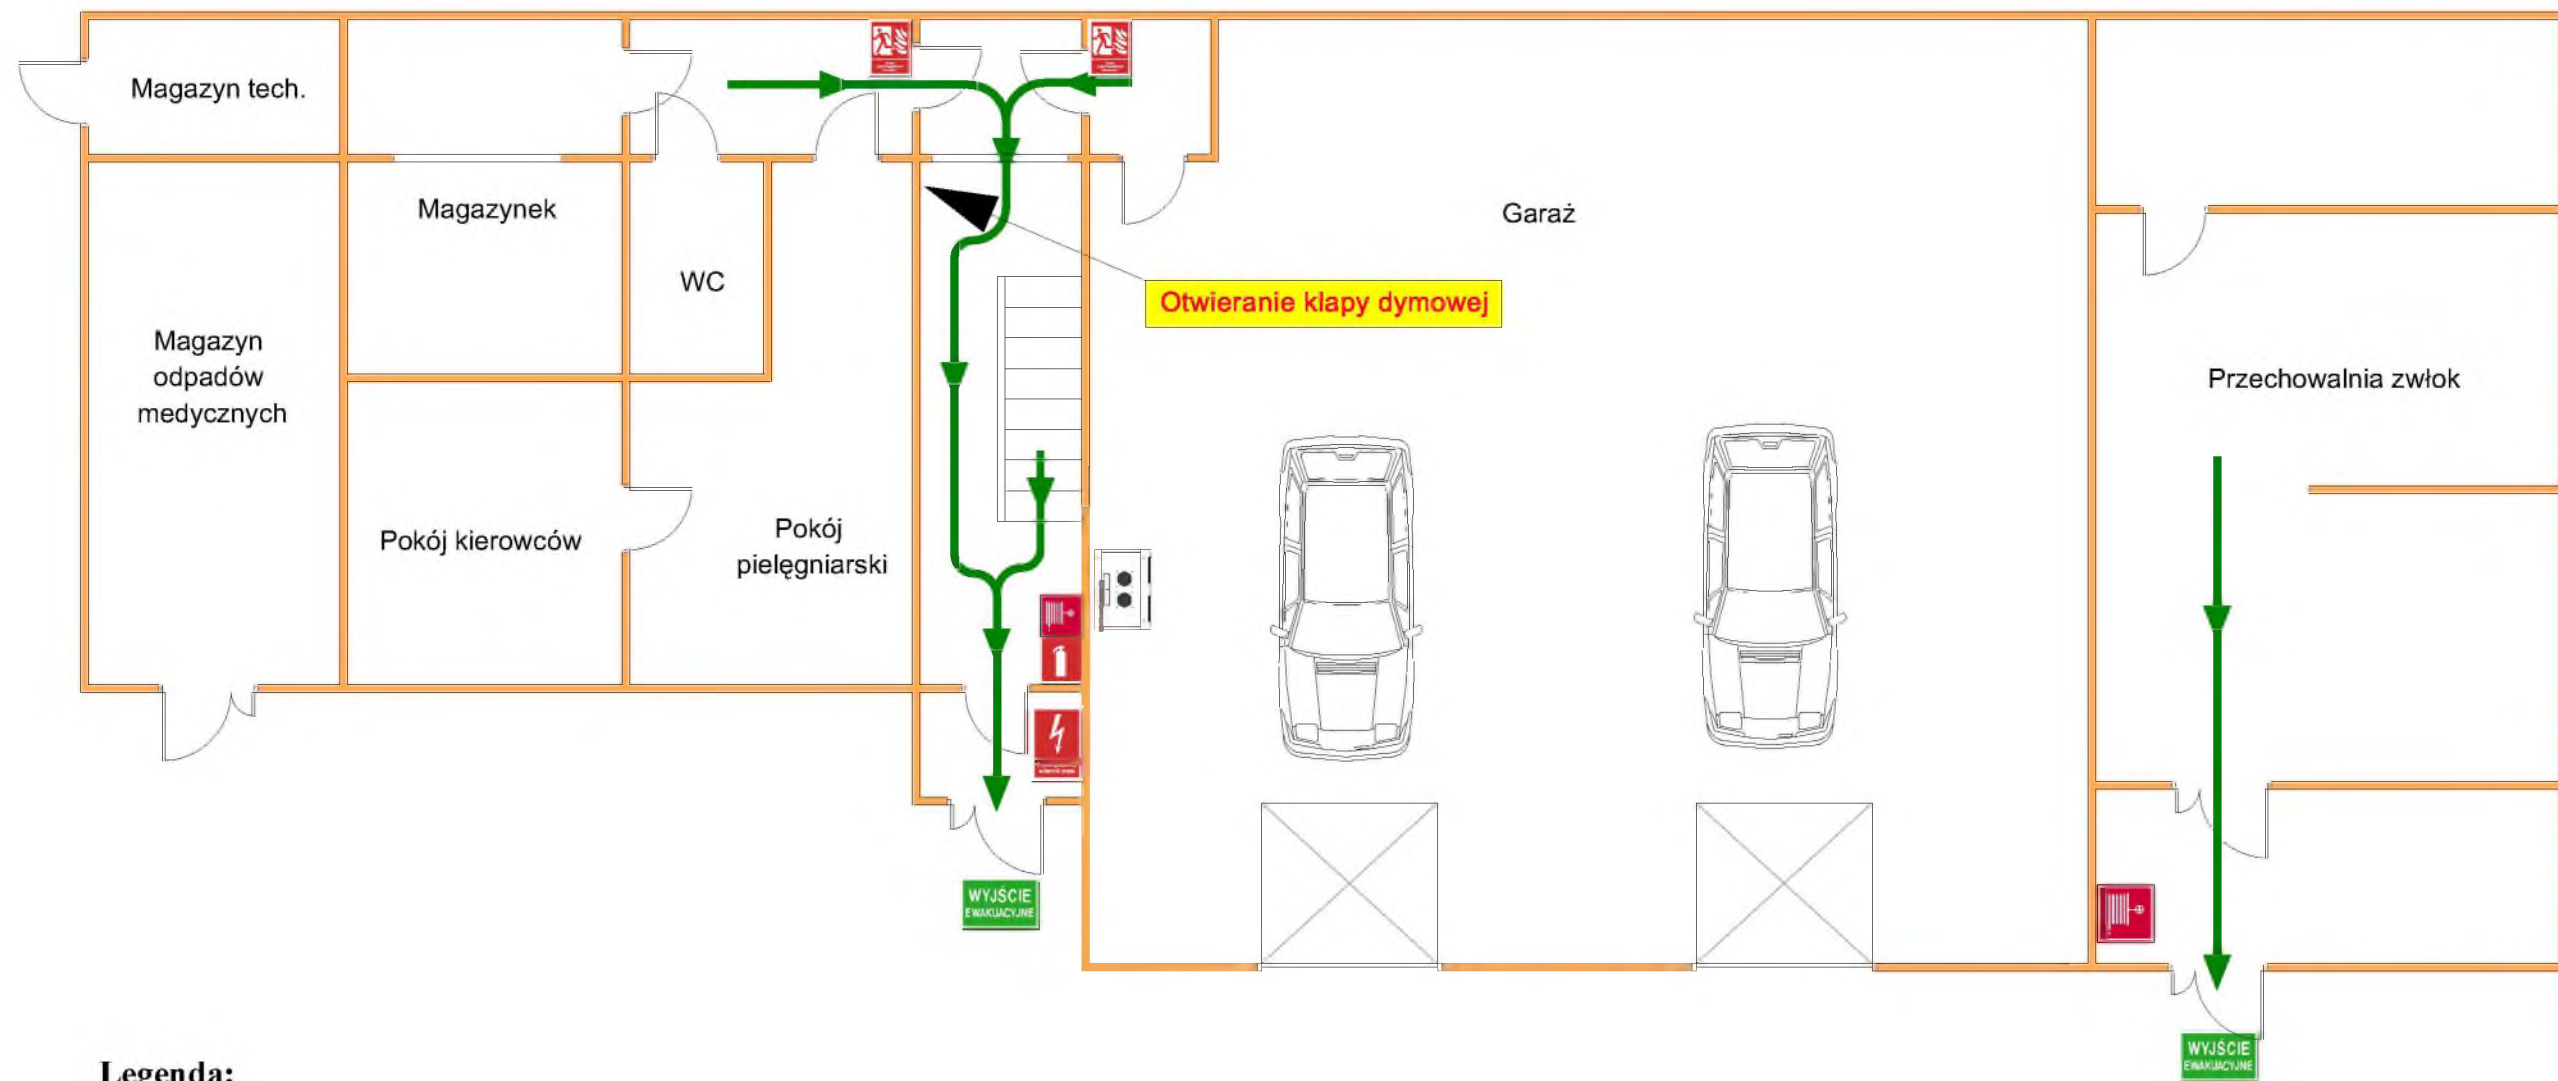 Magazyn tech.
Magazynek
Garaż
WC
Otwieranie klapy dymowej
Magazyn
odpadów
medycznych
Przechowalnia zwłok
Pokój kierowców
Pokój
pielęgniarski
WYJŚCIE
EWAKUACYJNE
WYJŚCIE
EWAKUACYJNE
Legenda: